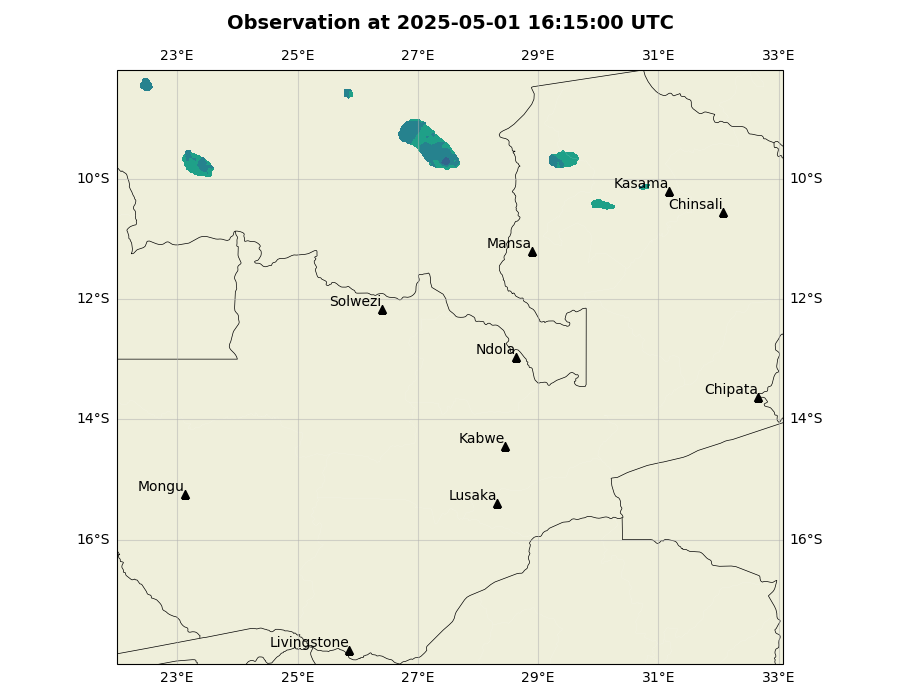 Observation at 2025-05-01 16:15:00 UTC
23°E 25°E 27°E 29°E 31°E 33°E
10°S 10°S
Kasama
Chinsali
Mansa
12°S 12°S
Solwezi
Ndola
Chipata
14°S 14°S
Kabwe
Mongu
Lusaka
16°S 16°S
Livingstone
23°E 25°E 27°E 29°E 31°E 33°E